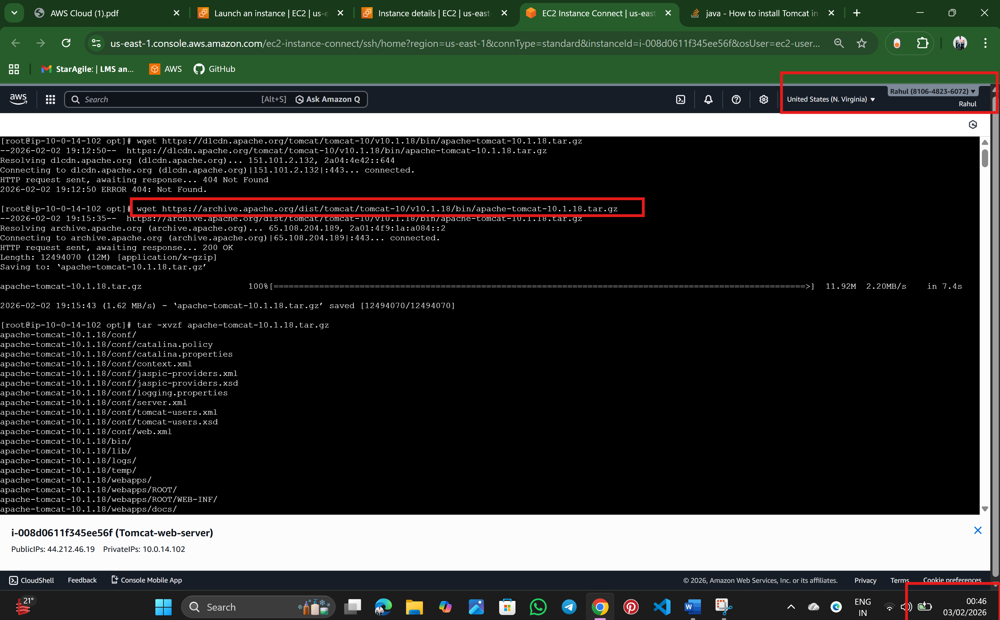 AWS Cloud (1).pdf
Launch an instance | EC2 | us-e
Instance details | EC2 | us-east-
EC2 Instance Connect | us-east
java - How to install Tomcat in
us-east-1.console.aws.amazon.com/ec2-instance-connect/ssh/home?region=us-east-1&connType=standard&instanceId=i-008d0611f345ee56f&osUser=ec2-user...
StarAgile: | LMS an...
AWS
GitHub
aws
Search
[Alt+S]
Ask Amazon Q
United States (N. Virginia) ▼
Rahul (8106-4823-6072) ▼
Rahul
[root@ip-10-0-14-102 opt]# wget https://dlcdn.apache.org/tomcat/tomcat-10/v10.1.18/bin/apache-tomcat-10.1.18.tar.gz
--2026-02-02 19:12:50--  https://dlcdn.apache.org/tomcat/tomcat-10/v10.1.18/bin/apache-tomcat-10.1.18.tar.gz
Resolving dlcdn.apache.org (dlcdn.apache.org)... 151.101.2.132, 2a04:4e42::644
Connecting to dlcdn.apache.org (dlcdn.apache.org)|151.101.2.132|:443... connected.
HTTP request sent, awaiting response... 404 Not Found
2026-02-02 19:12:50 ERROR 404: Not Found.
[root@ip-10-0-14-102 opt]# wget https://archive.apache.org/dist/tomcat/tomcat-10/v10.1.18/bin/apache-tomcat-10.1.18.tar.gz
--2026-02-02 19:15:35--  https://archive.apache.org/dist/tomcat/tomcat-10/v10.1.18/bin/apache-tomcat-10.1.18.tar.gz
Resolving archive.apache.org (archive.apache.org)... 65.108.204.189, 2a01:4f9:1a:a084::2
Connecting to archive.apache.org (archive.apache.org)|65.108.204.189|:443... connected.
HTTP request sent, awaiting response... 200 OK
Length: 12494070 (12M) [application/x-gzip]
Saving to: ‘apache-tomcat-10.1.18.tar.gz’
apache-tomcat-10.1.18.tar.gz 100%[=========================================================================================================>] 11.92M 2.20MB/s in 7.4s
2026-02-02 19:15:43 (1.62 MB/s) - ‘apache-tomcat-10.1.18.tar.gz’ saved [12494070/12494070]
[root@ip-10-0-14-102 opt]# tar -xvzf apache-tomcat-10.1.18.tar.gz
apache-tomcat-10.1.18/conf/
apache-tomcat-10.1.18/conf/catalina.policy
apache-tomcat-10.1.18/conf/catalina.properties
apache-tomcat-10.1.18/conf/context.xml
apache-tomcat-10.1.18/conf/jaspic-providers.xml
apache-tomcat-10.1.18/conf/jaspic-providers.xsd
apache-tomcat-10.1.18/conf/logging.properties
apache-tomcat-10.1.18/conf/server.xml
apache-tomcat-10.1.18/conf/tomcat-users.xml
apache-tomcat-10.1.18/conf/tomcat-users.xsd
apache-tomcat-10.1.18/conf/web.xml
apache-tomcat-10.1.18/bin/
apache-tomcat-10.1.18/lib/
apache-tomcat-10.1.18/logs/
apache-tomcat-10.1.18/temp/
apache-tomcat-10.1.18/webapps/
apache-tomcat-10.1.18/webapps/ROOT/
apache-tomcat-10.1.18/webapps/ROOT/WEB-INF/
apache-tomcat-10.1.18/webapps/docs/
i-008d0611f345ee56f (Tomcat-web-server)
PublicIPs: 44.212.46.19 PrivateIPs: 10.0.14.102
CloudShell
Feedback
Console Mobile App
© 2026, Amazon Web Services, Inc. or its affiliates.
Privacy
Terms
Cookie preferences
21°
Search
ENG
IN
00:46
03/02/2026